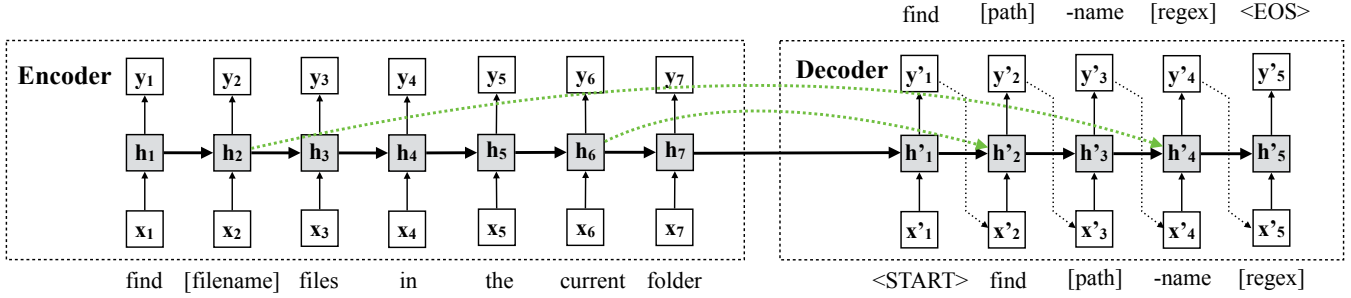 find [path] -name [regex] <EOS>
Encoder y1 y2 y3 y4 y5 y6 y7 Decoder y'1 y'2 y'3 y'4 y'5
h1 h2 h3 h4 h5 h6 h7 h'1 h'2 h'3 h'4 h'5
x1 x2 x3 x4 x5 x6 x7 x'1 x'2 x'3 x'4 x'5
find [filename] files in the current folder <START> find [path] -name [regex]